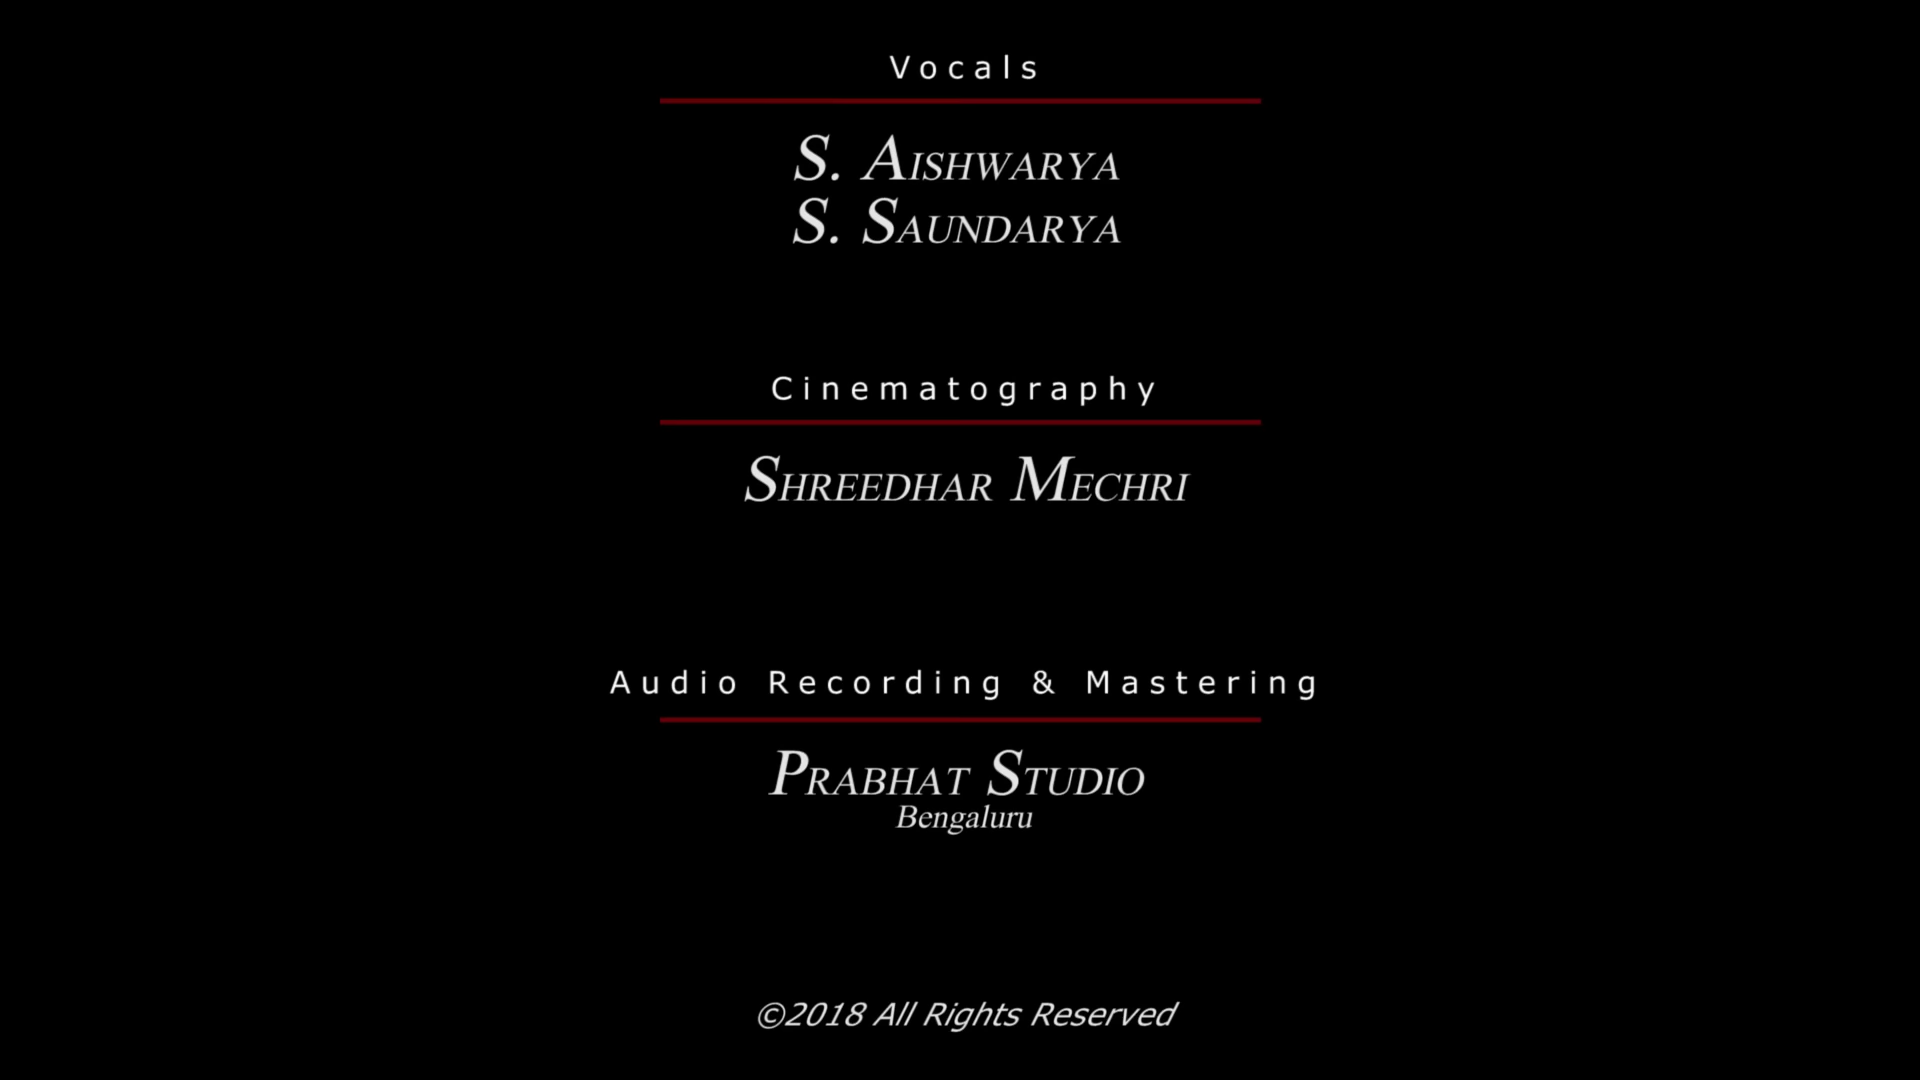 Vocals
S. AISHWARYA
S. SAUNDARYA
Cinematography
SHREEDHAR MECHRI
Audio Recording & Mastering
PRABHAT STUDIO
Bengaluru
©2018 All Rights Reserved